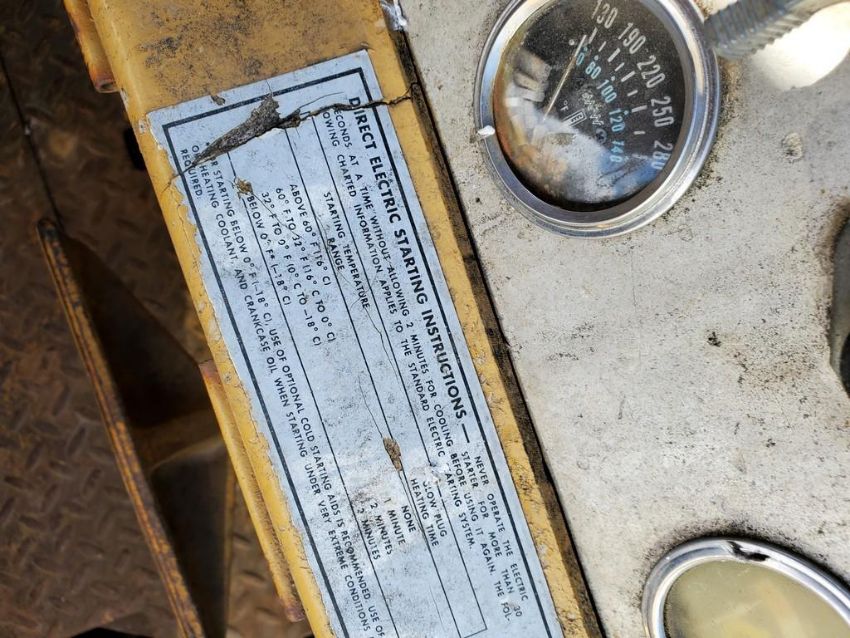 DIRECT ELECTRIC STARTING INSTRUCTIONS— NEVER OPERATE THE ELECTRIC
STARTER FOR MORE THAN 30
SECONDS AT A TIME WITHOUT ALLOWING 2 MINUTES FOR COOLING BEFORE USING IT AGAIN. THE FOL-
LOWING CHARTED INFORMATION APPLIES TO THE STANDARD ELECTRIC STARTING SYSTEM.
STARTING TEMPERATURE RANGE GLOW PLUG HEATING TIME
ABOVE 60° F (16° C) NONE
60° F TO 32° F (16° C TO 0° C) 1 MINUTE
32° F TO 0° F (0° C TO −18° C) 2 MINUTES
BELOW 0° F* (−18° C) MINUTES
*FOR STARTING BELOW 0° F (−18° C), USE OF OPTIONAL COLD STARTING AIDS IS RECOMMENDED. USE OF
OIL HEATING COOLANT AND CRANKCASE OIL WHEN STARTING UNDER VERY EXTREME CONDITIONS
REQUIRED.
130 190 220 250 280
60 80 100 120 140